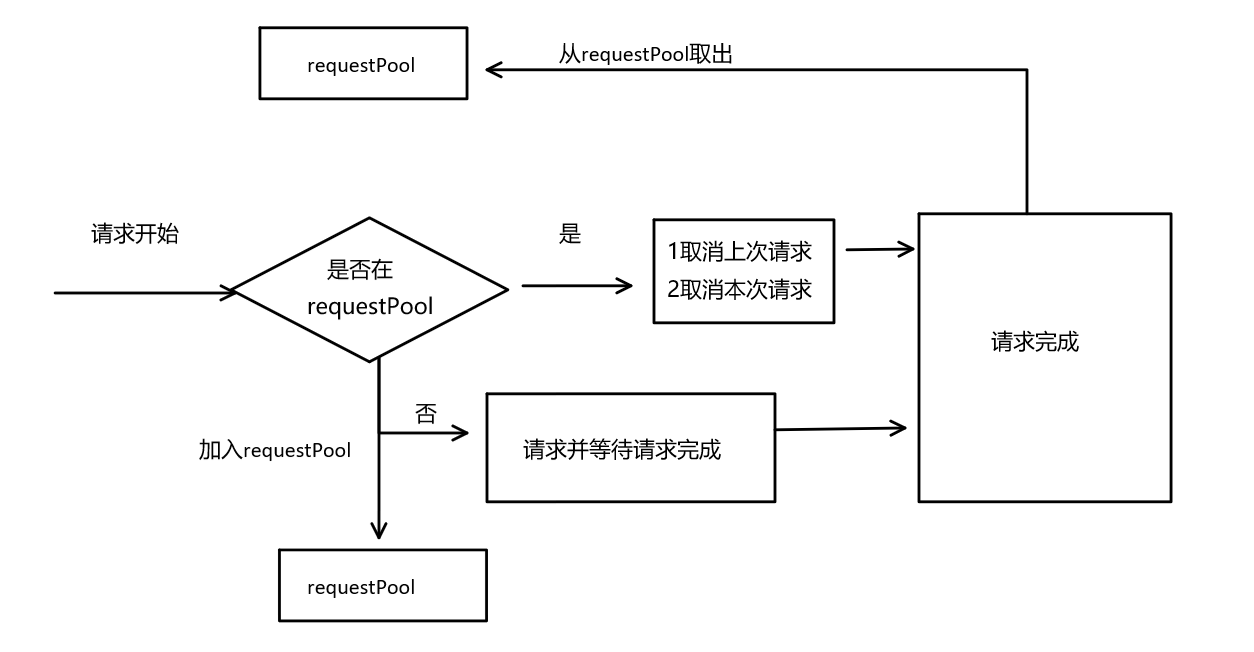 requestPool
从requestPool取出
请求开始
是否在
requestPool
是
1取消上次请求
2取消本次请求
请求完成
否
加入requestPool
请求并等待请求完成
requestPool